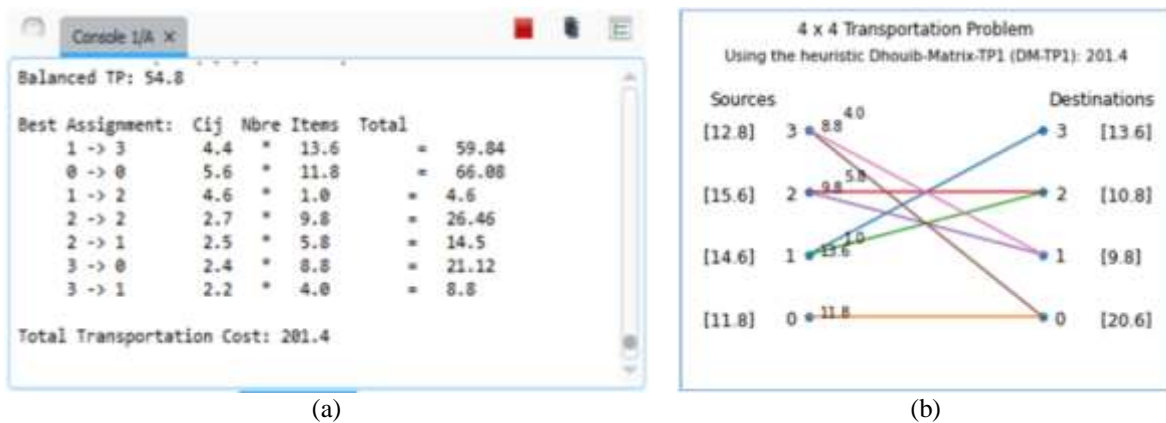 Console 1/A ×
Balanced TP: 54.8
Best Assignment: Cij Nbre Items Total
1 -> 3 4.4 * 13.6 = 59.84
0 -> 0 5.6 * 11.8 = 66.08
1 -> 2 4.6 * 1.0 = 4.6
2 -> 2 2.7 * 9.8 = 26.46
2 -> 1 2.5 * 5.8 = 14.5
3 -> 0 2.4 * 8.8 = 21.12
3 -> 1 2.2 * 4.0 = 8.8
Total Transportation Cost: 201.4
(a)
4 x 4 Transportation Problem
Using the heuristic Dhouib-Matrix-TP1 (DM-TP1): 201.4
Sources Destinations
4.0
[12.8] 3 8.8 3 [13.6]
5.8
[15.6] 2 9.8 2 [10.8]
1.0
[14.6] 1 13.6 1 [9.8]
[11.8] 0 11.8 0 [20.6]
(b)